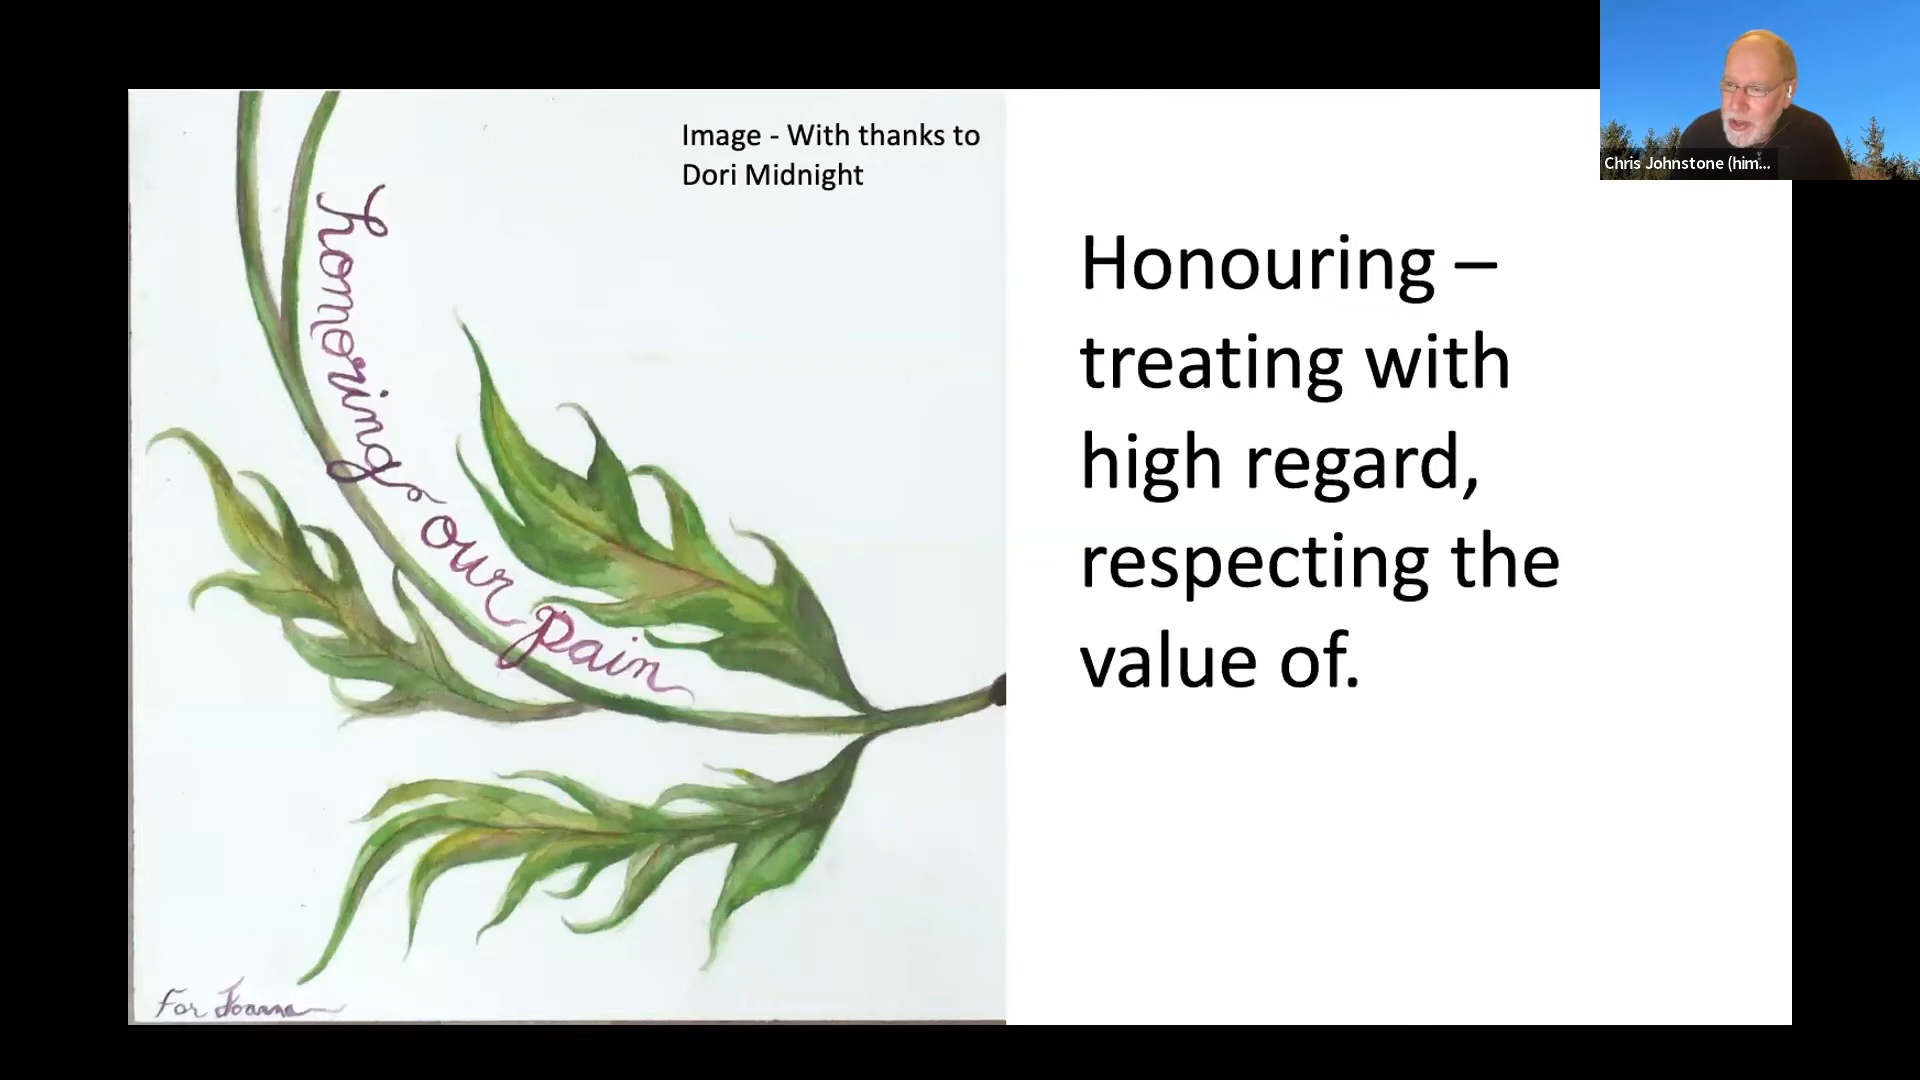 Image - With thanks to
Dori Midnight
honoring our pain
For Joanna
Honouring –
treating with
high regard,
respecting the
value of.
Chris Johnstone (him...